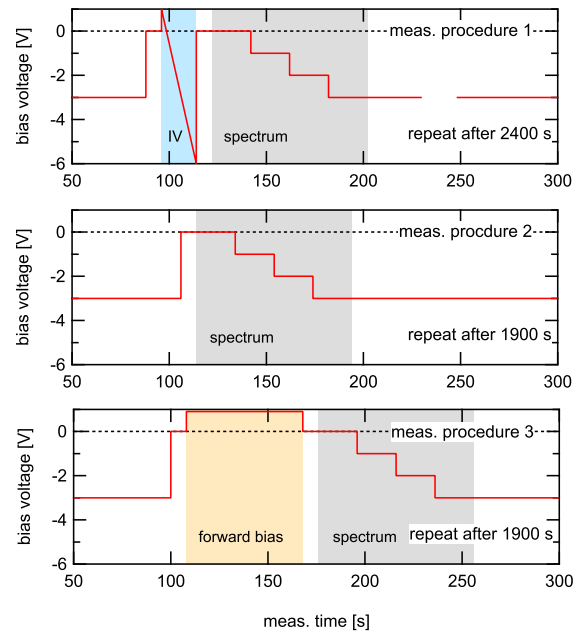 bias voltage [V]
0
-2
-4
-6
meas. procedure 1
IV
spectrum
repeat after 2400 s
50 100 150 200 250 300
bias voltage [V]
0
-2
-4
-6
meas. procdure 2
spectrum
repeat after 1900 s
50 100 150 200 250 300
bias voltage [V]
0
-2
-4
-6
meas. procedure 3
forward bias
spectrum
repeat after 1900 s
50 100 150 200 250 300
meas. time [s]